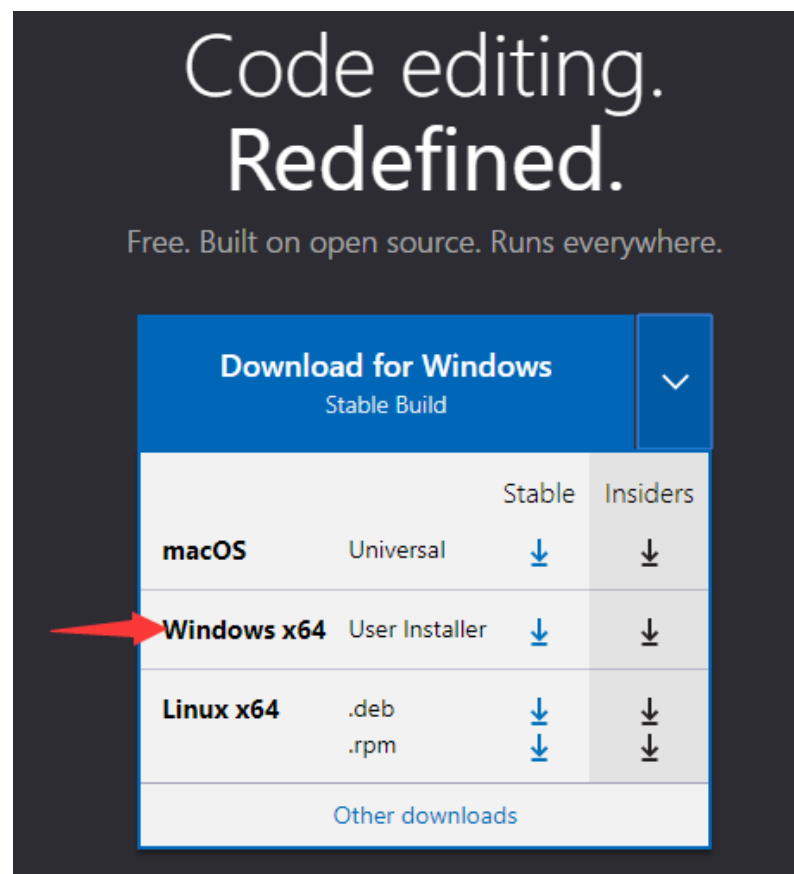 Code editing.
Redefined.
Free. Built on open source. Runs everywhere.
Download for Windows
Stable Build
Stable Insiders
macOS Universal
Windows x64 User Installer
Linux x64 .deb
.rpm
Other downloads